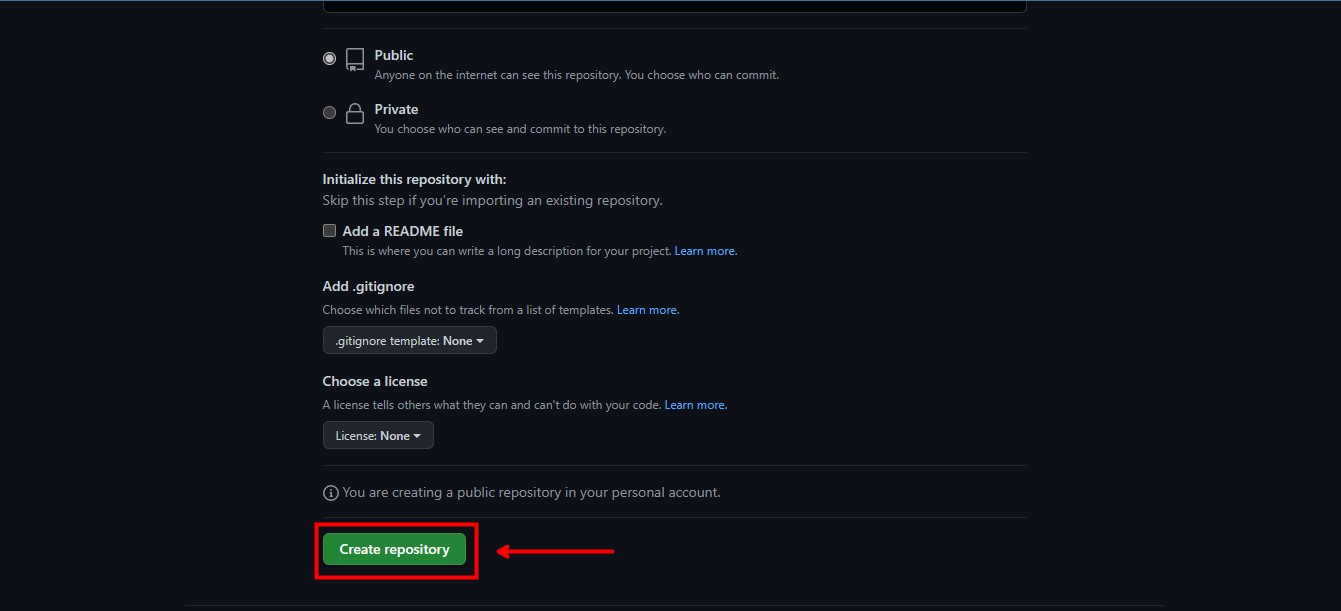 Public
Anyone on the internet can see this repository. You choose who can commit.
Private
You choose who can see and commit to this repository.
Initialize this repository with:
Skip this step if you’re importing an existing repository.
Add a README file
This is where you can write a long description for your project. Learn more.
Add .gitignore
Choose which files not to track from a list of templates. Learn more.
.gitignore template: None
Choose a license
A license tells others what they can and can't do with your code. Learn more.
License: None
You are creating a public repository in your personal account.
Create repository